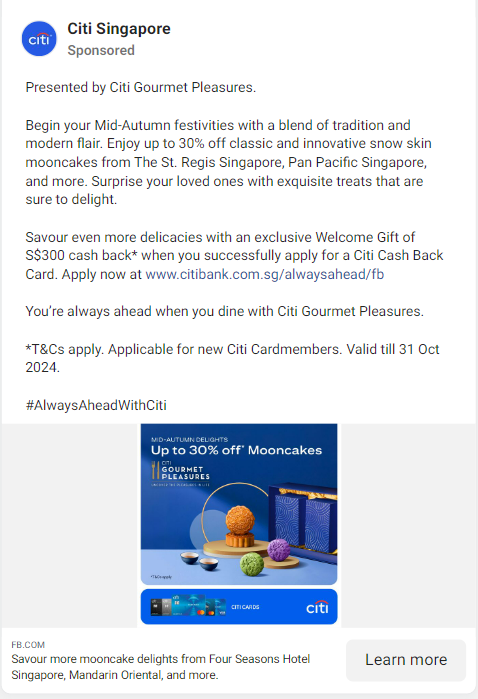 Citi Singapore
Sponsored
Presented by Citi Gourmet Pleasures.
Begin your Mid-Autumn festivities with a blend of tradition and
modern flair. Enjoy up to 30% off classic and innovative snow skin
mooncakes from The St. Regis Singapore, Pan Pacific Singapore,
and more. Surprise your loved ones with exquisite treats that are
sure to delight.
Savour even more delicacies with an exclusive Welcome Gift of
S$300 cash back* when you successfully apply for a Citi Cash Back
Card. Apply now at www.citibank.com.sg/alwaysahead/fb
You’re always ahead when you dine with Citi Gourmet Pleasures.
*T&Cs apply. Applicable for new Citi Cardmembers. Valid till 31 Oct
2024.
#AlwaysAheadWithCiti
MID-AUTUMN DELIGHTS
Up to 30% off* Mooncakes
CITI
GOURMET
PLEASURES
*T&Cs apply
CITI CARDS
citi
FB.COM
Savour more mooncake delights from Four Seasons Hotel
Singapore, Mandarin Oriental, and more.
Learn more